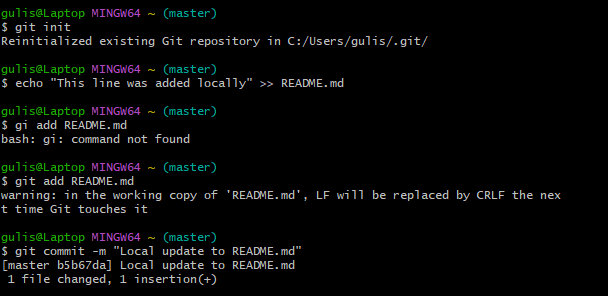 gulis@Laptop MINGW64 ~ (master)
$ git init
Reinitialized existing Git repository in C:/Users/gulis/.git/
gulis@Laptop MINGW64 ~ (master)
$ echo "This line was added locally" >> README.md
gulis@Laptop MINGW64 ~ (master)
$ gi add README.md
bash: gi: command not found
gulis@Laptop MINGW64 ~ (master)
$ git add README.md
warning: in the working copy of 'README.md', LF will be replaced by CRLF the nex
t time Git touches it
gulis@Laptop MINGW64 ~ (master)
$ git commit -m "Local update to README.md"
[master b5b67da] Local update to README.md
 1 file changed, 1 insertion(+)